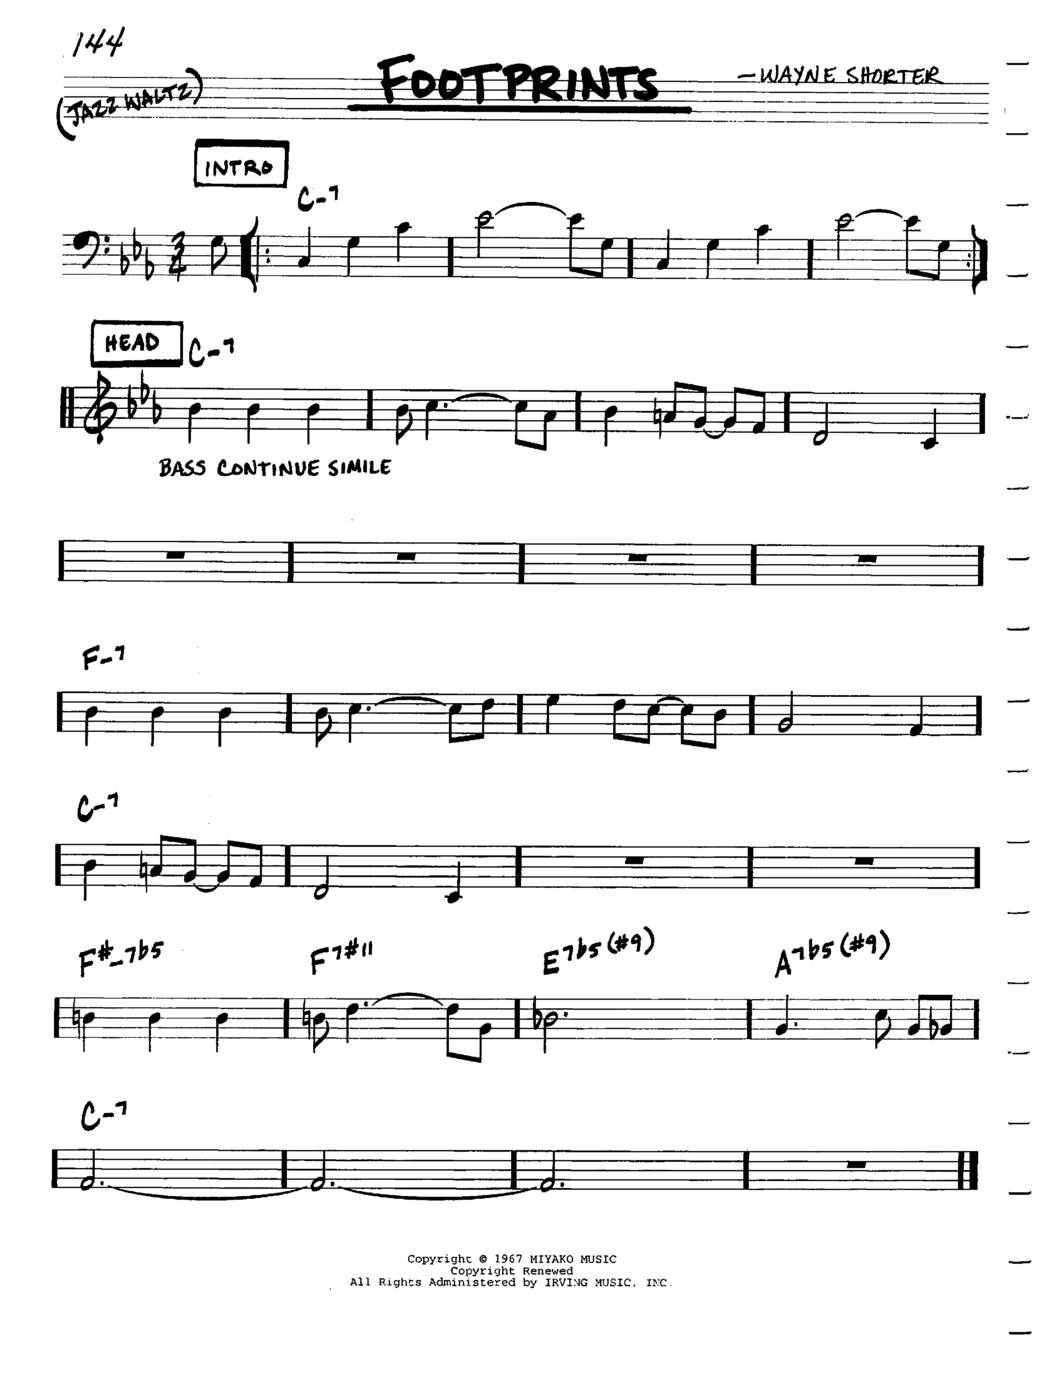 144
FOOTPRINTS
—WAYNE SHORTER
(JAZZ WALTZ)
INTRO
C-7
3
4
HEAD
C-7
BASS CONTINUE SIMILE
F-7
C-7
F#-7b5 F7#11 E7b5(#9) A7b5(#9)
C-7
Copyright © 1967 MIYAKO MUSIC
Copyright Renewed
All Rights Administered by IRVING MUSIC, INC.